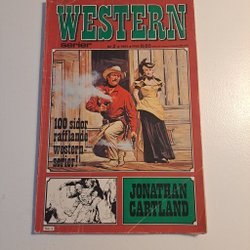 WESTERN
serier
100 sidor
rafflande
western-
serier!
JONATHAN
CARTLAND